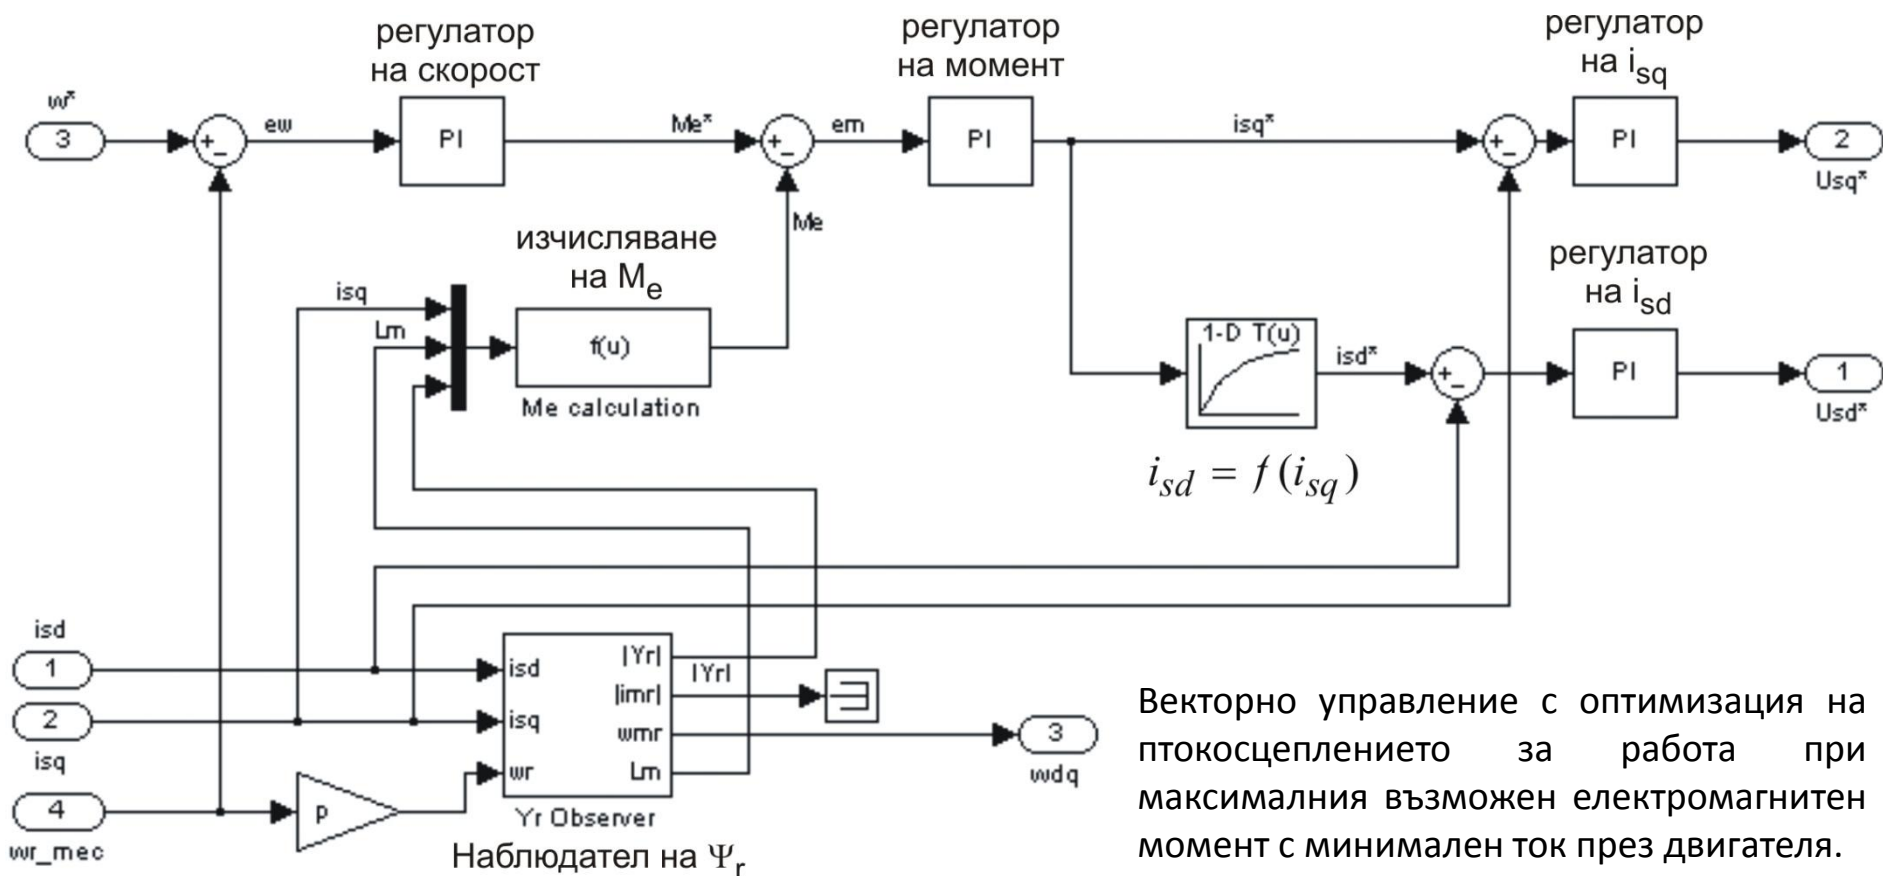 регулатор
на скорост
регулатор
на момент
регулатор
на isq
w*
3
+
-
ew
PI
Me*
+
-
em
PI
isq*
+
-
PI
2
Usq*
Me
изчисляване
на Me
isq
Lm
f(u)
Me calculation
регулатор
на isd
1-D T(u)
isd*
+
-
PI
1
Usd*
isd = f(isq)
isd
1
2
isq
4
wr_mec
p
isd
isq
wr
|Yr|
|imr|
wmr
Lm
|Yr|
Yr Observer
Наблюдател на Ψr
3
wdq
Векторно управление с оптимизация на
птокосцеплението за работа при
максималния възможен електромагнитен
момент с минимален ток през двигателя.